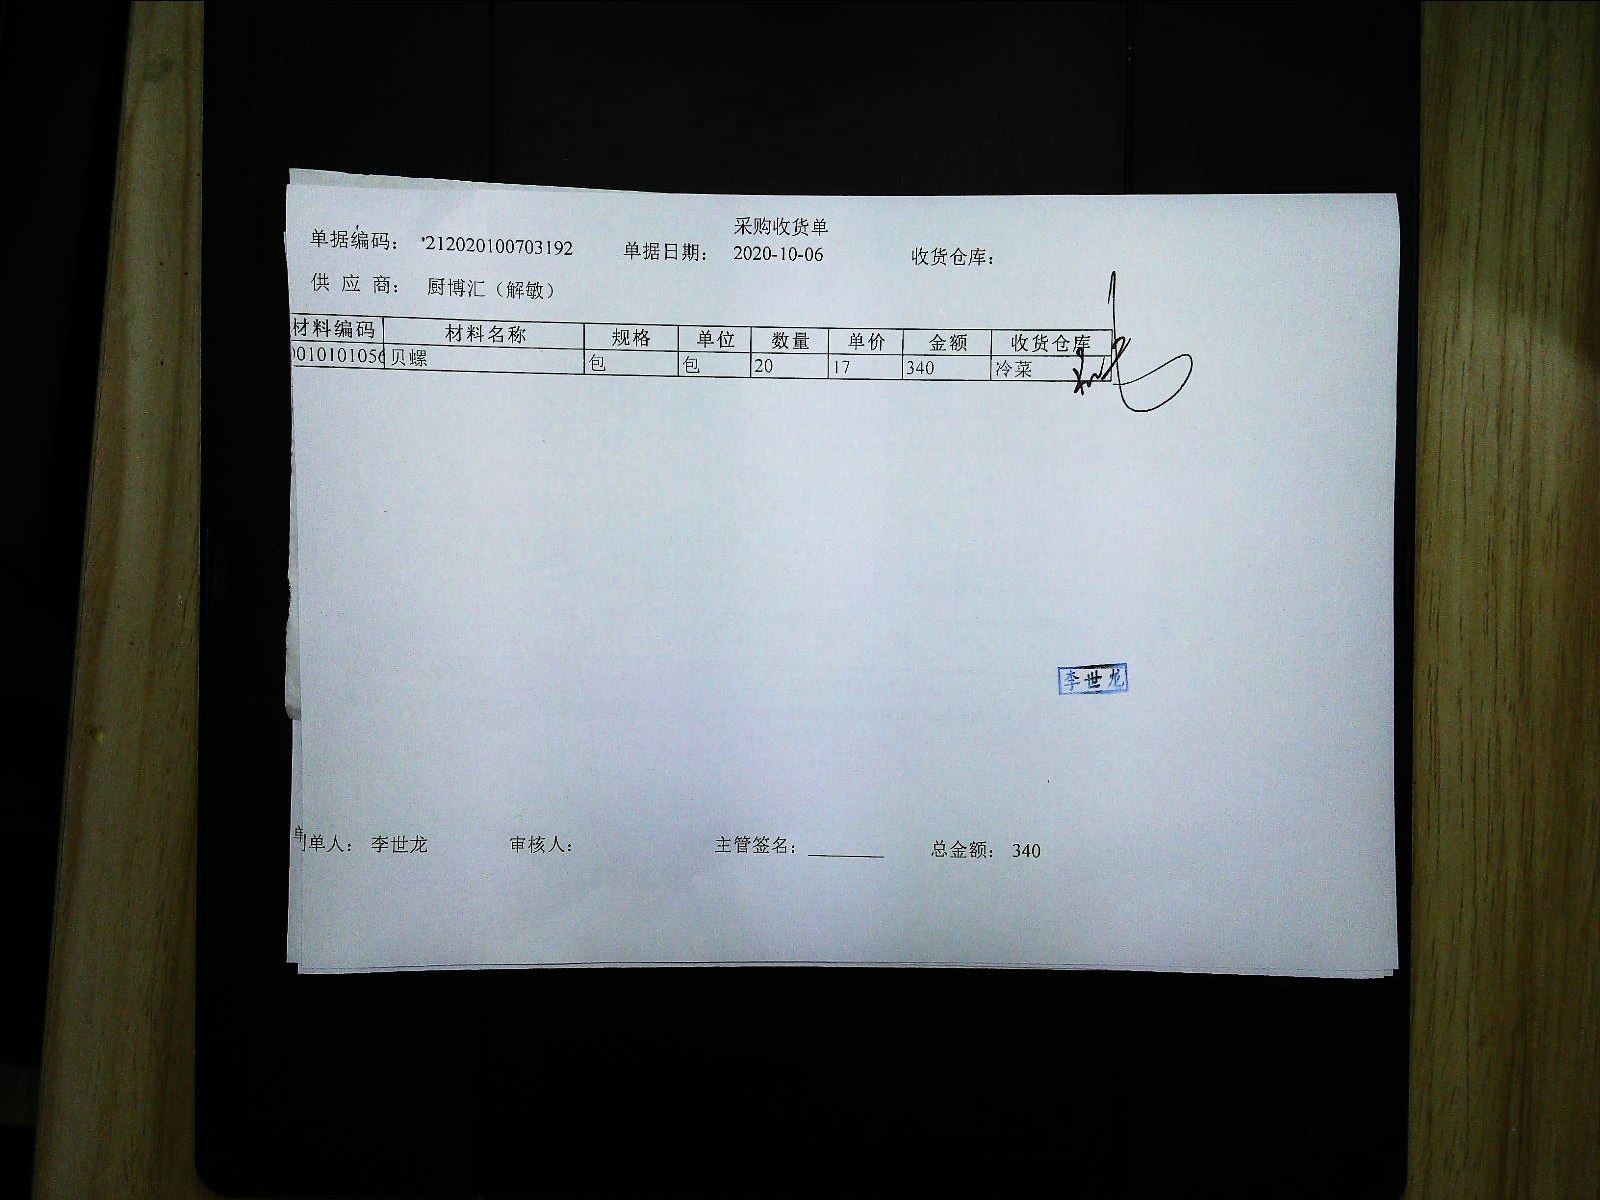 采购收货单
单据编码： 212020100703192 单据日期： 2020-10-06 收货仓库：
供 应 商： 厨博汇（解敏）
材料编码 材料名称 规格 单位 数量 单价 金额 收货仓库
0010101056 贝螺 包 包 20 17 340 冷菜
李世龙
制单人： 李世龙 审核人： 主管签名： ________ 总金额： 340